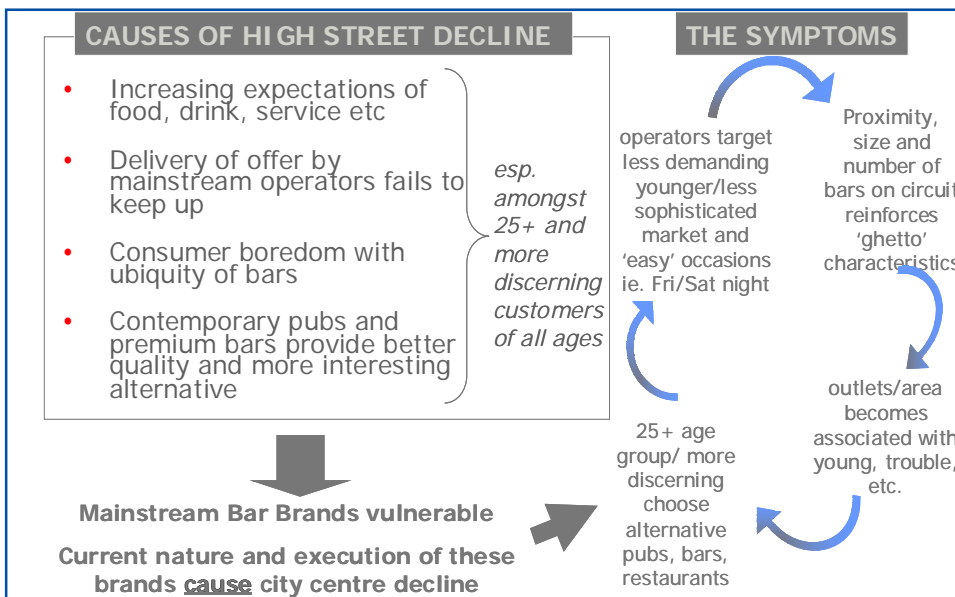 CAUSES OF HIGH STREET DECLINE
• Increasing expectations of
food, drink, service etc
• Delivery of offer by
mainstream operators fails to
keep up
• Consumer boredom with
ubiquity of bars
• Contemporary pubs and
premium bars provide better
quality and more interesting
alternative
esp.
amongst
25+ and
more
discerning
customers
of all ages
Mainstream Bar Brands vulnerable
Current nature and execution of these
brands cause city centre decline
THE SYMPTOMS
operators target
less demanding
younger/less
sophisticated
market and
‘easy’ occasions
ie. Fri/Sat night
Proximity,
size and
number of
bars on circuit
reinforces
‘ghetto’
characteristics
outlets/area
becomes
associated with
young, trouble,
etc.
25+ age
group/ more
discerning
choose
alternative
pubs, bars,
restaurants